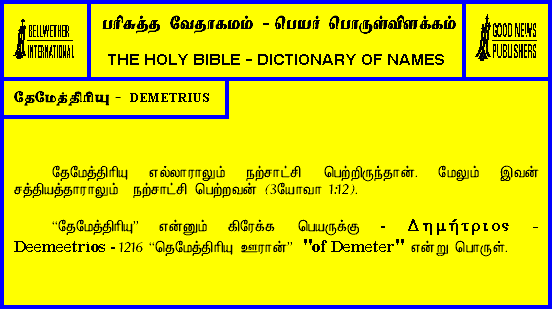 BELLWETHER
INTERNATIONAL
பரிசுத்த வேதாகமம் - பெயர் பொருள்விளக்கம்
THE HOLY BIBLE - DICTIONARY OF NAMES
GOOD NEWS
PUBLISHERS
தேமேத்திரியு - DEMETRIUS
தேமேத்திரியு எல்லாராலும் நற்சாட்சி பெற்றிருந்தான். மேலும் இவன்
சத்தியத்தாராலும் நற்சாட்சி பெற்றவன் (3யோவா 1:12).
“தேமேத்திரியு” என்னும் கிரேக்க பெயருக்கு - Δημήτριος -
Deemeetrios - 1216 “தெமேத்திரியு ஊரான்” "of Demeter" என்று பொருள்.